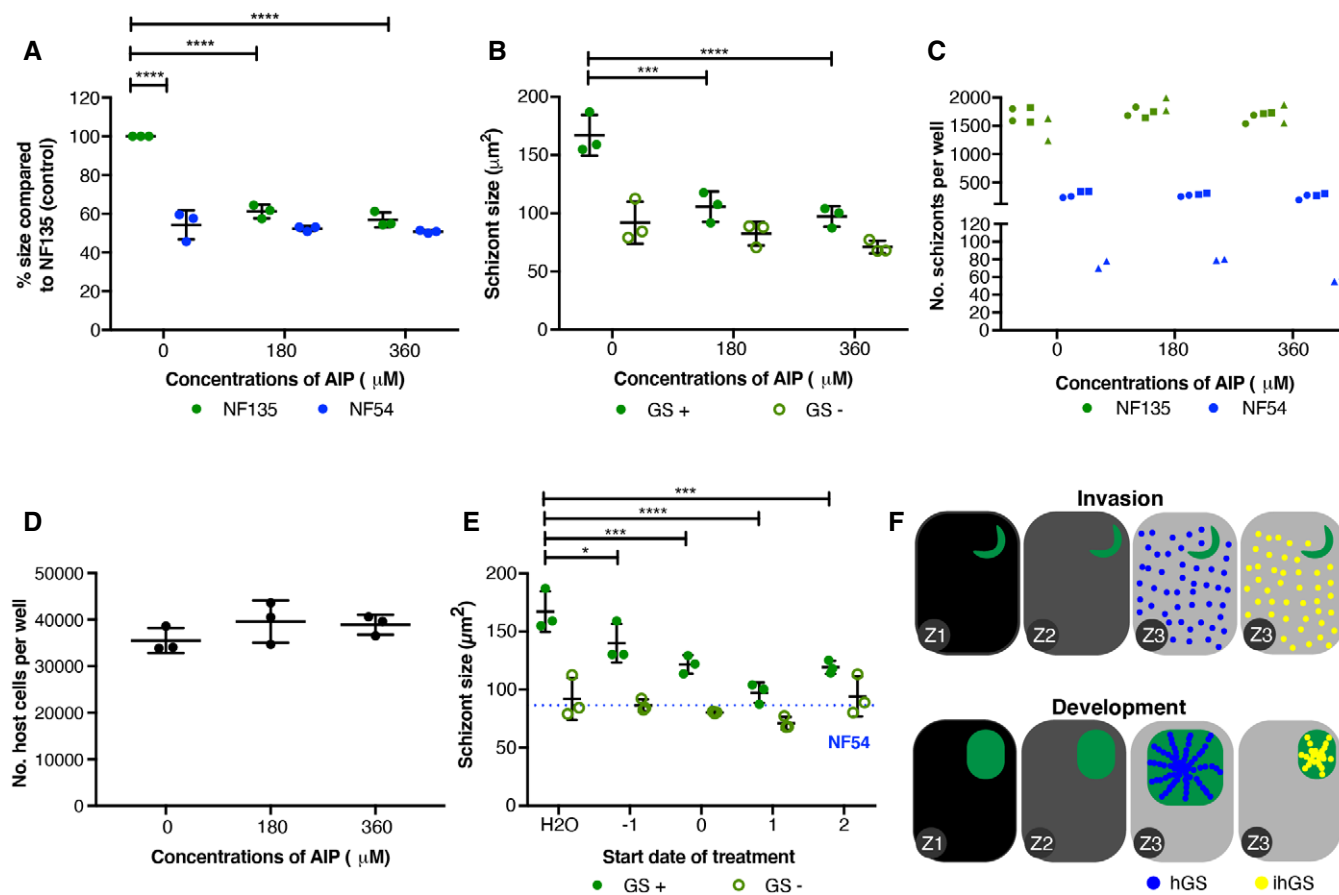 A
****
****
****
% size compared
to NF135 (control)
120
100
80
60
40
20
0
0
180
360
Concentrations of AIP ( μM)
NF135
NF54
B
****
***
Schizont size (μm²)
200
150
100
50
0
0
180
360
Concentrations of AIP ( μM)
GS +
GS -
C
No. schizonts per well
2000
1500
1000
500
120
100
80
60
40
20
0
0
180
360
Concentrations of AIP ( μM)
NF135
NF54
D
No. host cells per well
50000
40000
30000
20000
10000
0
0
180
360
Concentrations of AIP ( μM)
E
***
****
***
*
Schizont size (μm²)
200
150
100
50
0
NF54
H2O
-1
0
1
2
Start date of treatment
GS +
GS -
F
Invasion
Z1
Z2
Z3
Z3
Development
Z1
Z2
Z3
Z3
hGS
ihGS